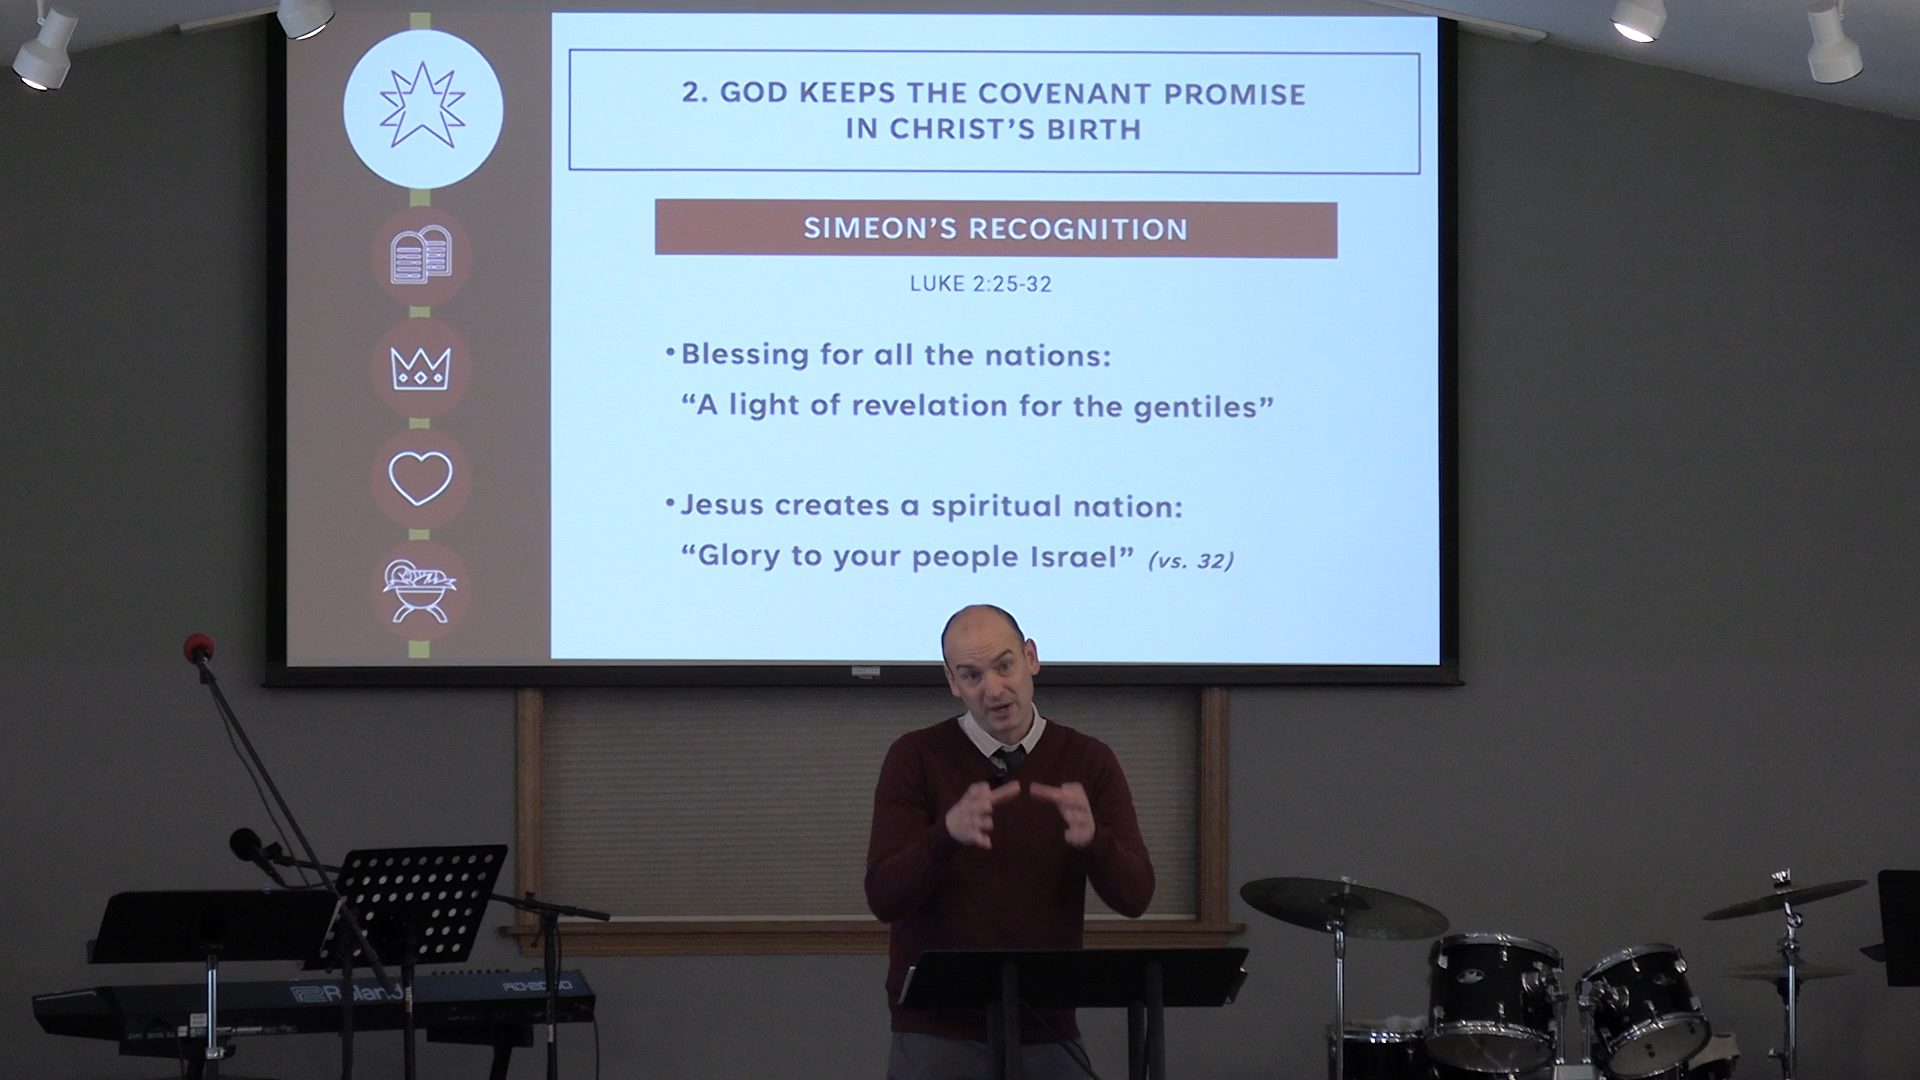 2. GOD KEEPS THE COVENANT PROMISE
IN CHRIST'S BIRTH
SIMEON'S RECOGNITION
LUKE 2:25-32
•Blessing for all the nations:
“A light of revelation for the gentiles”
•Jesus creates a spiritual nation:
“Glory to your people Israel” (vs. 32)
Roland
RD-2000